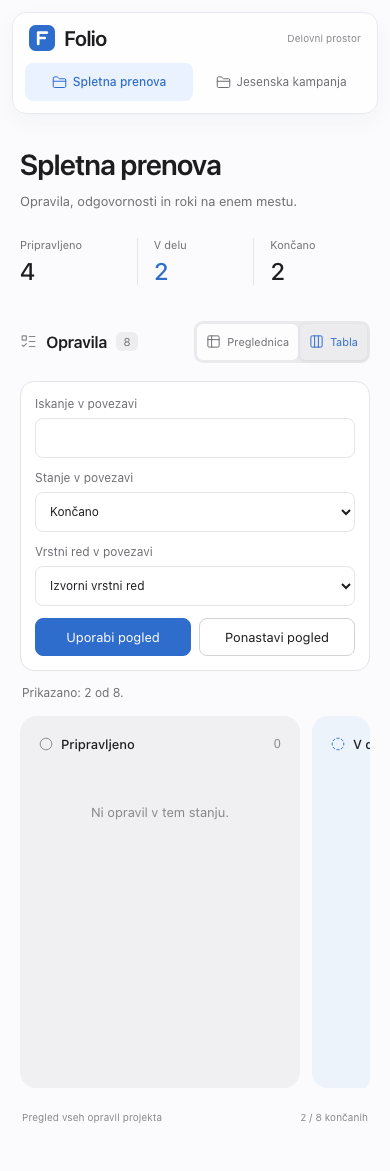 Folio
Delovni prostor
Spletna prenova
Jesenska kampanja
Spletna prenova
Opravila, odgovornosti in roki na enem mestu.
Pripravljeno
4
V delu
2
Končano
2
Opravila 8
Preglednica
Tabla
Iskanje v povezavi
Stanje v povezavi
Končano
Vrstni red v povezavi
Izvorni vrstni red
Uporabi pogled
Ponastavi pogled
Prikazano: 2 od 8.
Pripravljeno 0
Ni opravil v tem stanju.
V
Pregled vseh opravil projekta
2 / 8 končanih